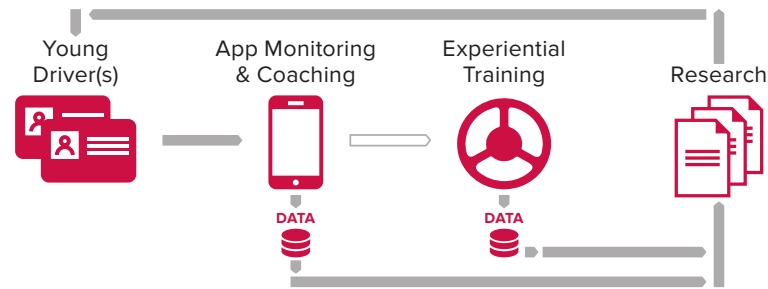 Young
Driver(s)
App Monitoring
& Coaching
Experiential
Training
Research
DATA
DATA